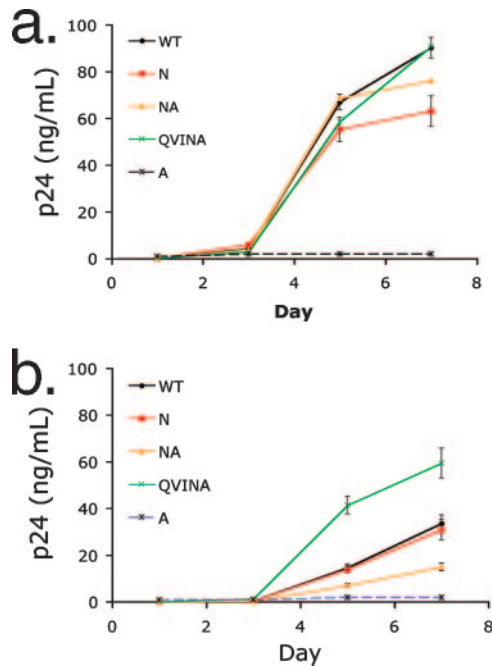 a.
100
80
60
40
20
0
p24 (ng/mL)
WT
N
NA
QVINA
A
0 2 4 6 8
Day
b.
100
80
60
40
20
0
p24 (ng/mL)
WT
N
NA
QVINA
A
0 2 4 6 8
Day